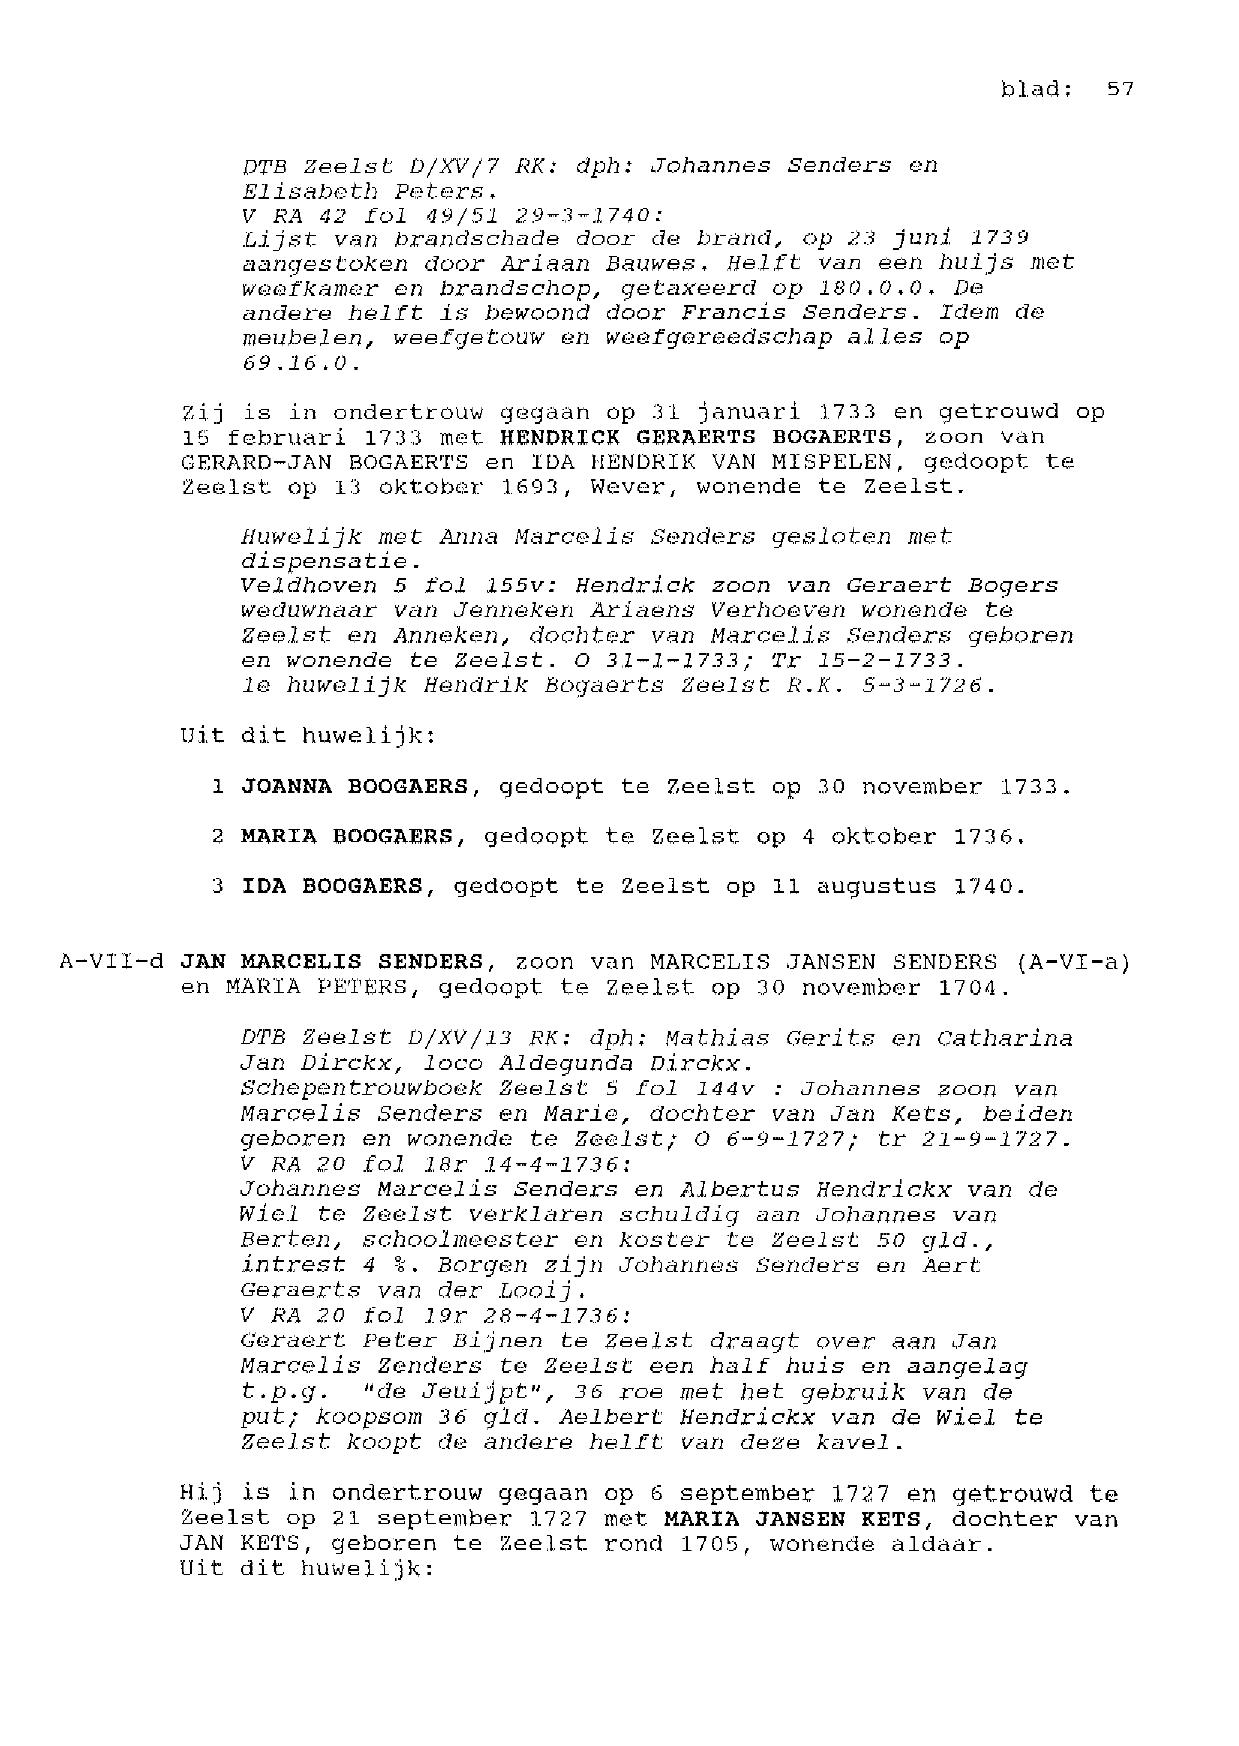 blad: 57
DTB Zeelst D/XV/7 RK: dph: Johannes Senders en
Elisabeth Peters.
V RA 42 fol 49/51 29-3-1740:
Lijst van brandschade door de brand, op 23 juni 1739
aangestoken door Ariaan Bauwes. Helft van een huijs met
weefkamer en brandschop, getaxeerd op 180.0.0. De
andere helft is bewoond door Francis Senders. Idem de
meubelen, weefgetouw en weefgereedschap alles op
69.16.0.
Zij is in ondertrouw gegaan op 31 januari 1733 en getrouwd op
15 februari 1733 met HENDRICK GERAERTS BOGAERTS, zoon van
GERARD-JAN BOGAERTS en IDA HENDRIK VAN MISPELEN, gedoopt te
Zeelst op 13 oktober 1693, Wever, wonende te Zeelst.
Huwelijk met Anna Marcelis Senders gesloten met
dispensatie.
Veldhoven 5 fol 155v: Hendrick zoon van Geraert Bogers
weduwnaar van Jenneken Ariaens Verhoeven wonende te
Zeelst en Anneken, dochter van Marcelis Senders geboren
en wonende te Zeelst. O 31-1-1733; Tr 15-2-1733.
1e huwelijk Hendrik Bogaerts Zeelst R.K. 5-3-1726.
Uit dit huwelijk:
1 JOANNA BOOGAERS, gedoopt te Zeelst op 30 november 1733.
2 MARIA BOOGAERS, gedoopt te Zeelst op 4 oktober 1736.
3 IDA BOOGAERS, gedoopt te Zeelst op 11 augustus 1740.
A-VII-d JAN MARCELIS SENDERS, zoon van MARCELIS JANSEN SENDERS (A-VI-a)
en MARIA PETERS, gedoopt te Zeelst op 30 november 1704.
DTB Zeelst D/XV/13 RK: dph: Mathias Gerits en Catharina
Jan Dirckx, loco Aldegunda Dirckx.
Schepentrouwboek Zeelst 5 fol 144v : Johannes zoon van
Marcelis Senders en Marie, dochter van Jan Kets, beiden
geboren en wonende te Zeelst; O 6-9-1727; tr 21-9-1727.
V RA 20 fol 18r 14-4-1736:
Johannes Marcelis Senders en Albertus Hendrickx van de
Wiel te Zeelst verklaren schuldig aan Johannes van
Berten, schoolmeester en koster te Zeelst 50 gld.,
intrest 4 %. Borgen zijn Johannes Senders en Aert
Geraerts van der Looij.
V RA 20 fol 19r 28-4-1736:
Geraert Peter Bijnen te Zeelst draagt over aan Jan
Marcelis Zenders te Zeelst een half huis en aangelag
t.p.g.  "de Jeuijpt", 36 roe met het gebruik van de
put; koopsom 36 gld. Aelbert Hendrickx van de Wiel te
Zeelst koopt de andere helft van deze kavel.
Hij is in ondertrouw gegaan op 6 september 1727 en getrouwd te
Zeelst op 21 september 1727 met MARIA JANSEN KETS, dochter van
JAN KETS, geboren te Zeelst rond 1705, wonende aldaar.
Uit dit huwelijk: